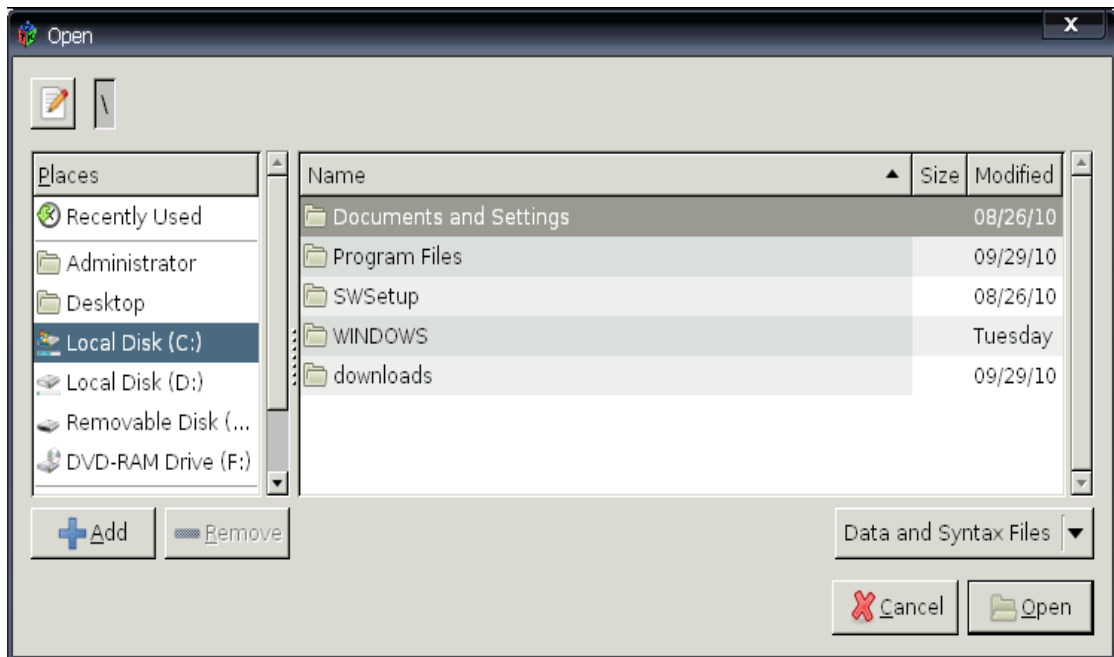 Open
X
\
Places
Recently Used
Administrator
Desktop
Local Disk (C:)
Local Disk (D:)
Removable Disk (...
DVD-RAM Drive (F:)
Name Size Modified
Documents and Settings 08/26/10
Program Files 09/29/10
SWSetup 08/26/10
WINDOWS Tuesday
downloads 09/29/10
Add Remove
Data and Syntax Files
Cancel Open